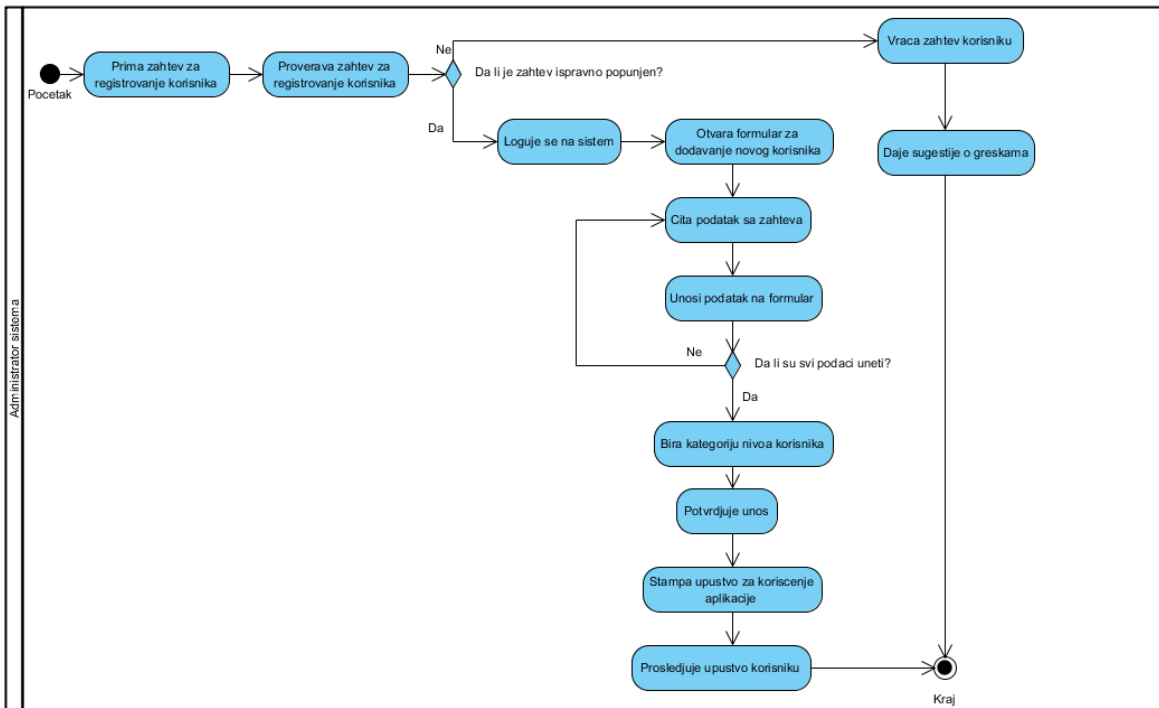 Administrator sistema
Pocetak
Prima zahtev za
registrovanje korisnika
Proverava zahtev za
registrovanje korisnika
Ne
Da li je zahtev ispravno popunjen?
Da
Vraca zahtev korisniku
Daje sugestije o greskama
Loguje se na sistem
Otvara formular za
dodavanje novog korisnika
Cita podatak sa zahteva
Unosi podatak na formular
Ne
Da li su svi podaci uneti?
Da
Bira kategoriju nivoa korisnika
Potvrdjuje unos
Stampa upustvo za koriscenje
aplikacije
Prosledjuje upustvo korisniku
Kraj